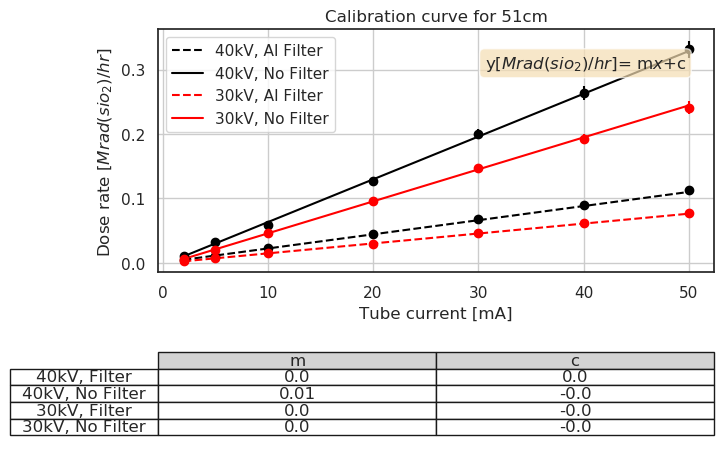 Calibration curve for 51cm
40kV, Al Filter
40kV, No Filter
30kV, Al Filter
30kV, No Filter
y[Mrad(sio₂)/hr]= mx+c
Dose rate [Mrad(sio₂)/hr]
0.3
0.2
0.1
0.0
0 10 20 30 40 50
Tube current [mA]
m c
40kV, Filter 0.0 0.0
40kV, No Filter 0.01 -0.0
30kV, Filter 0.0 -0.0
30kV, No Filter 0.0 -0.0